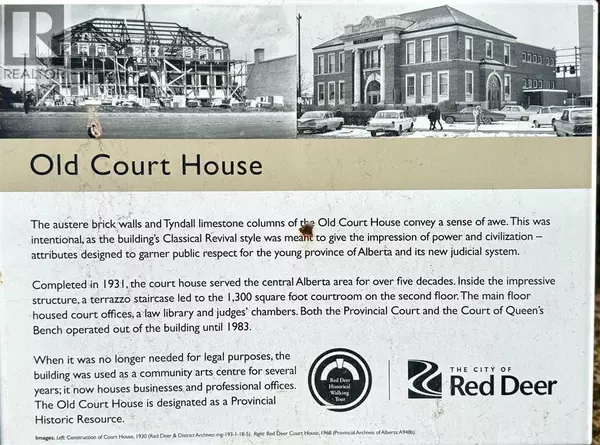 REALTOR
Old Court House
The austere brick walls and Tyndall limestone columns of the Old Court House convey a sense of awe. This was
intentional, as the building's Classical Revival style was meant to give the impression of power and civilization –
attributes designed to garner public respect for the young province of Alberta and its new judicial system.
Completed in 1931, the court house served the central Alberta area for over five decades. Inside the impressive
structure, a terrazzo staircase led to the 1,300 square foot courtroom on the second floor. The main floor
housed court offices, a law library and judges' chambers. Both the Provincial Court and the Court of Queen's
Bench operated out of the building until 1983.
When it was no longer needed for legal purposes, the
building was used as a community arts centre for several
years; it now houses businesses and professional offices.
The Old Court House is designated as a Provincial
Historic Resource.
Red Deer
Historical
Walking
Tour
THE CITY OF
Red Deer
Images. Left: Construction of Court House, 1930 (Red Deer & District Archives: mg-193-1-18-5). Right: Red Deer Court House, 1968 (Provincial Archives of Alberta A948b).